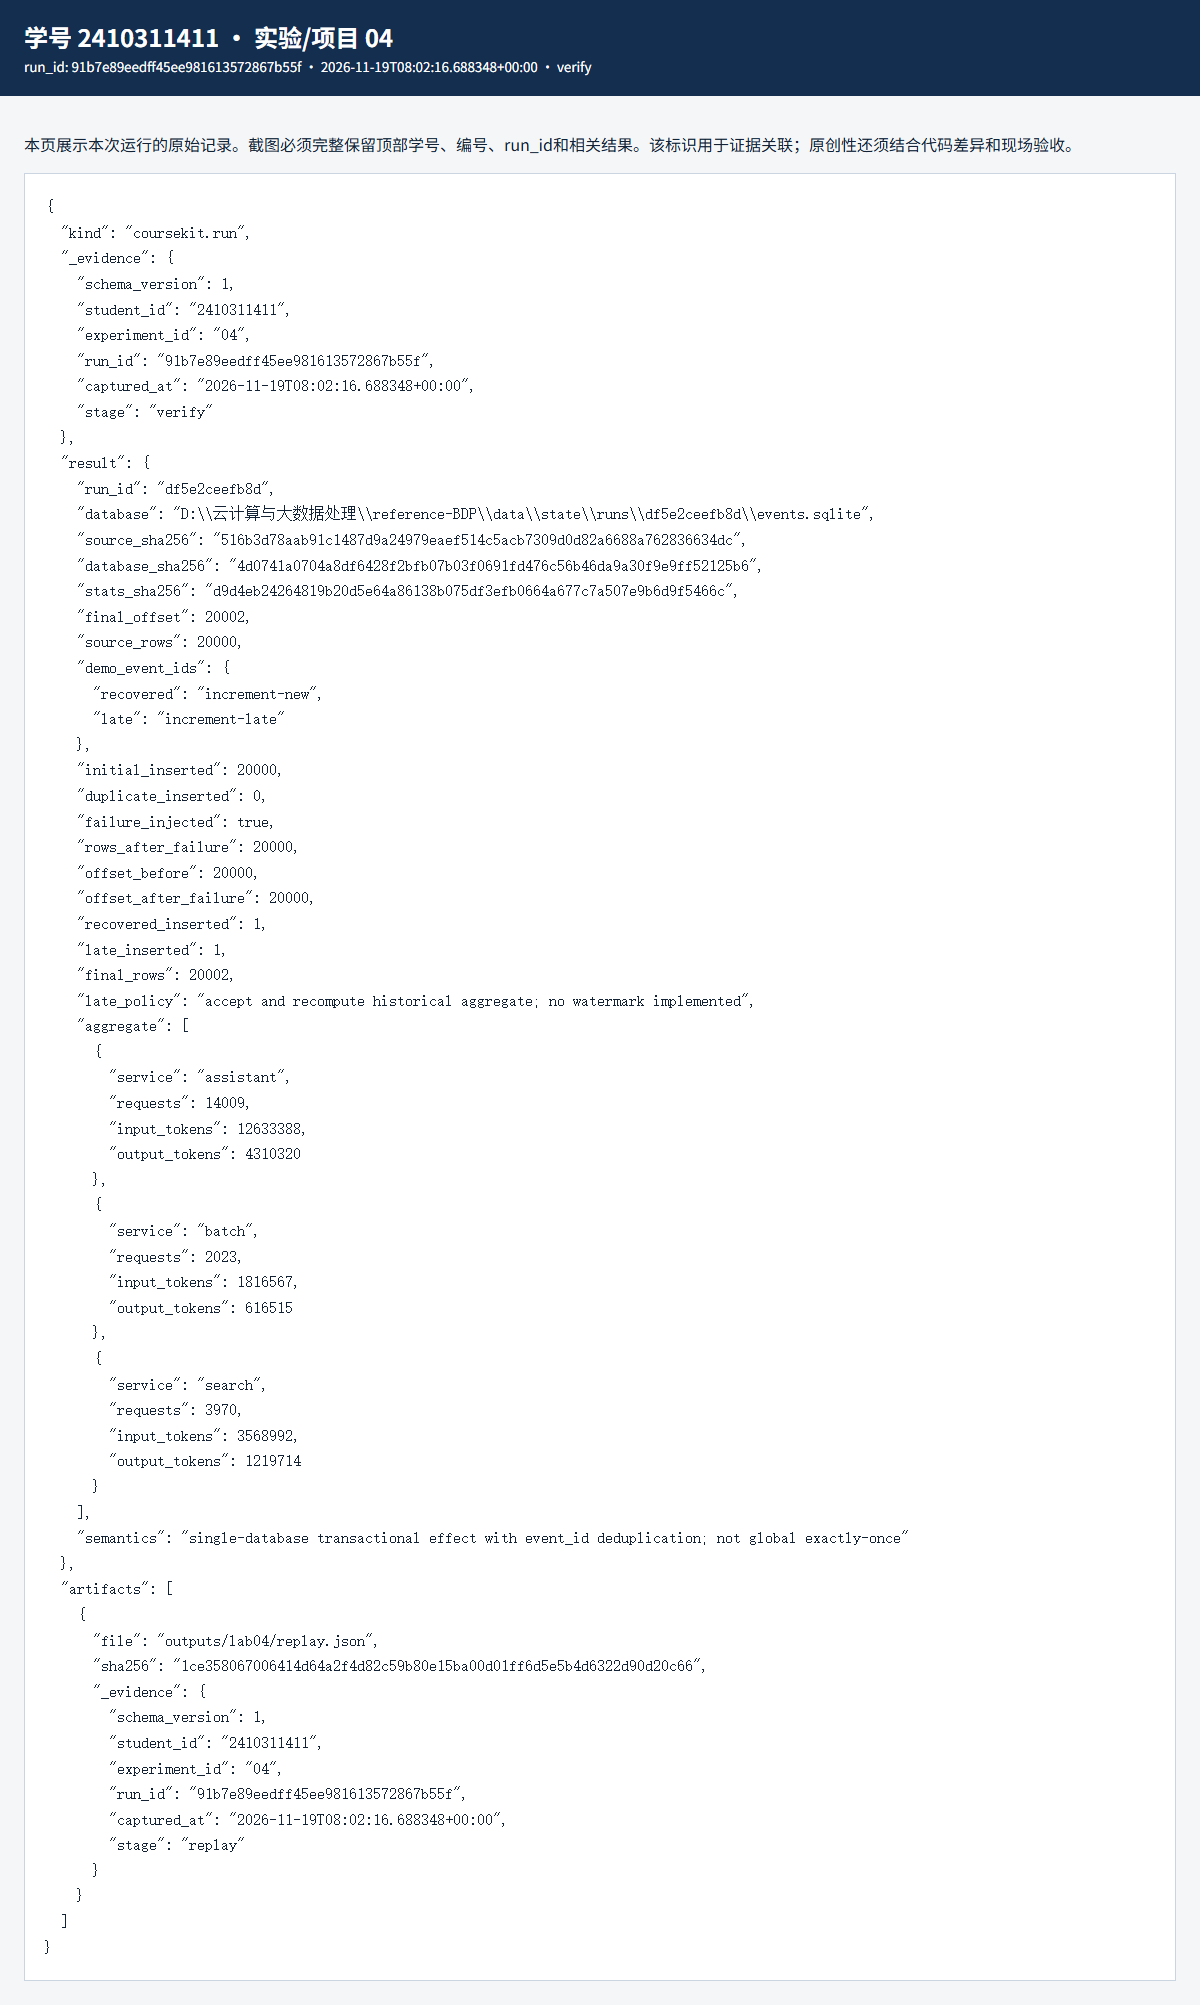 学号 2410311411 · 实验/项目 04
run_id: 91b7e89eedff45ee981613572867b55f · 2026-11-19T08:02:16.688348+00:00 · verify
本页展示本次运行的原始记录。截图必须完整保留顶部学号、编号、run_id和相关结果。该标识用于证据关联；原创性还须结合代码差异和现场验收。
{
  "kind": "coursekit.run",
  "_evidence": {
    "schema_version": 1,
    "student_id": "2410311411",
    "experiment_id": "04",
    "run_id": "91b7e89eedff45ee981613572867b55f",
    "captured_at": "2026-11-19T08:02:16.688348+00:00",
    "stage": "verify"
  },
  "result": {
    "run_id": "df5e2ceefb8d",
    "database": "D:\\云计算与大数据处理\\reference-BDP\\data\\state\\runs\\df5e2ceefb8d\\events.sqlite",
    "source_sha256": "516b3d78aab91c1487d9a24979eaef514c5acb7309d0d82a6688a762836634dc",
    "database_sha256": "4d0741a0704a8df6428f2bfb07b03f0691fd476c56b46da9a30f9e9ff52125b6",
    "stats_sha256": "d9d4eb24264819b20d5e64a86138b075df3efb0664a677c7a507e9b6d9f5466c",
    "final_offset": 20002,
    "source_rows": 20000,
    "demo_event_ids": {
      "recovered": "increment-new",
      "late": "increment-late"
    },
    "initial_inserted": 20000,
    "duplicate_inserted": 0,
    "failure_injected": true,
    "rows_after_failure": 20000,
    "offset_before": 20000,
    "offset_after_failure": 20000,
    "recovered_inserted": 1,
    "late_inserted": 1,
    "final_rows": 20002,
    "late_policy": "accept and recompute historical aggregate; no watermark implemented",
    "aggregate": [
      {
        "service": "assistant",
        "requests": 14009,
        "input_tokens": 12633388,
        "output_tokens": 4310320
      },
      {
        "service": "batch",
        "requests": 2023,
        "input_tokens": 1816567,
        "output_tokens": 616515
      },
      {
        "service": "search",
        "requests": 3970,
        "input_tokens": 3568992,
        "output_tokens": 1219714
      }
    ],
    "semantics": "single-database transactional effect with event_id deduplication; not global exactly-once"
  },
  "artifacts": [
    {
      "file": "outputs/lab04/replay.json",
      "sha256": "1ce358067006414d64a2f4d82c59b80e15ba00d01ff6d5e5b4d6322d90d20c66",
      "_evidence": {
        "schema_version": 1,
        "student_id": "2410311411",
        "experiment_id": "04",
        "run_id": "91b7e89eedff45ee981613572867b55f",
        "captured_at": "2026-11-19T08:02:16.688348+00:00",
        "stage": "replay"
      }
    }
  ]
}